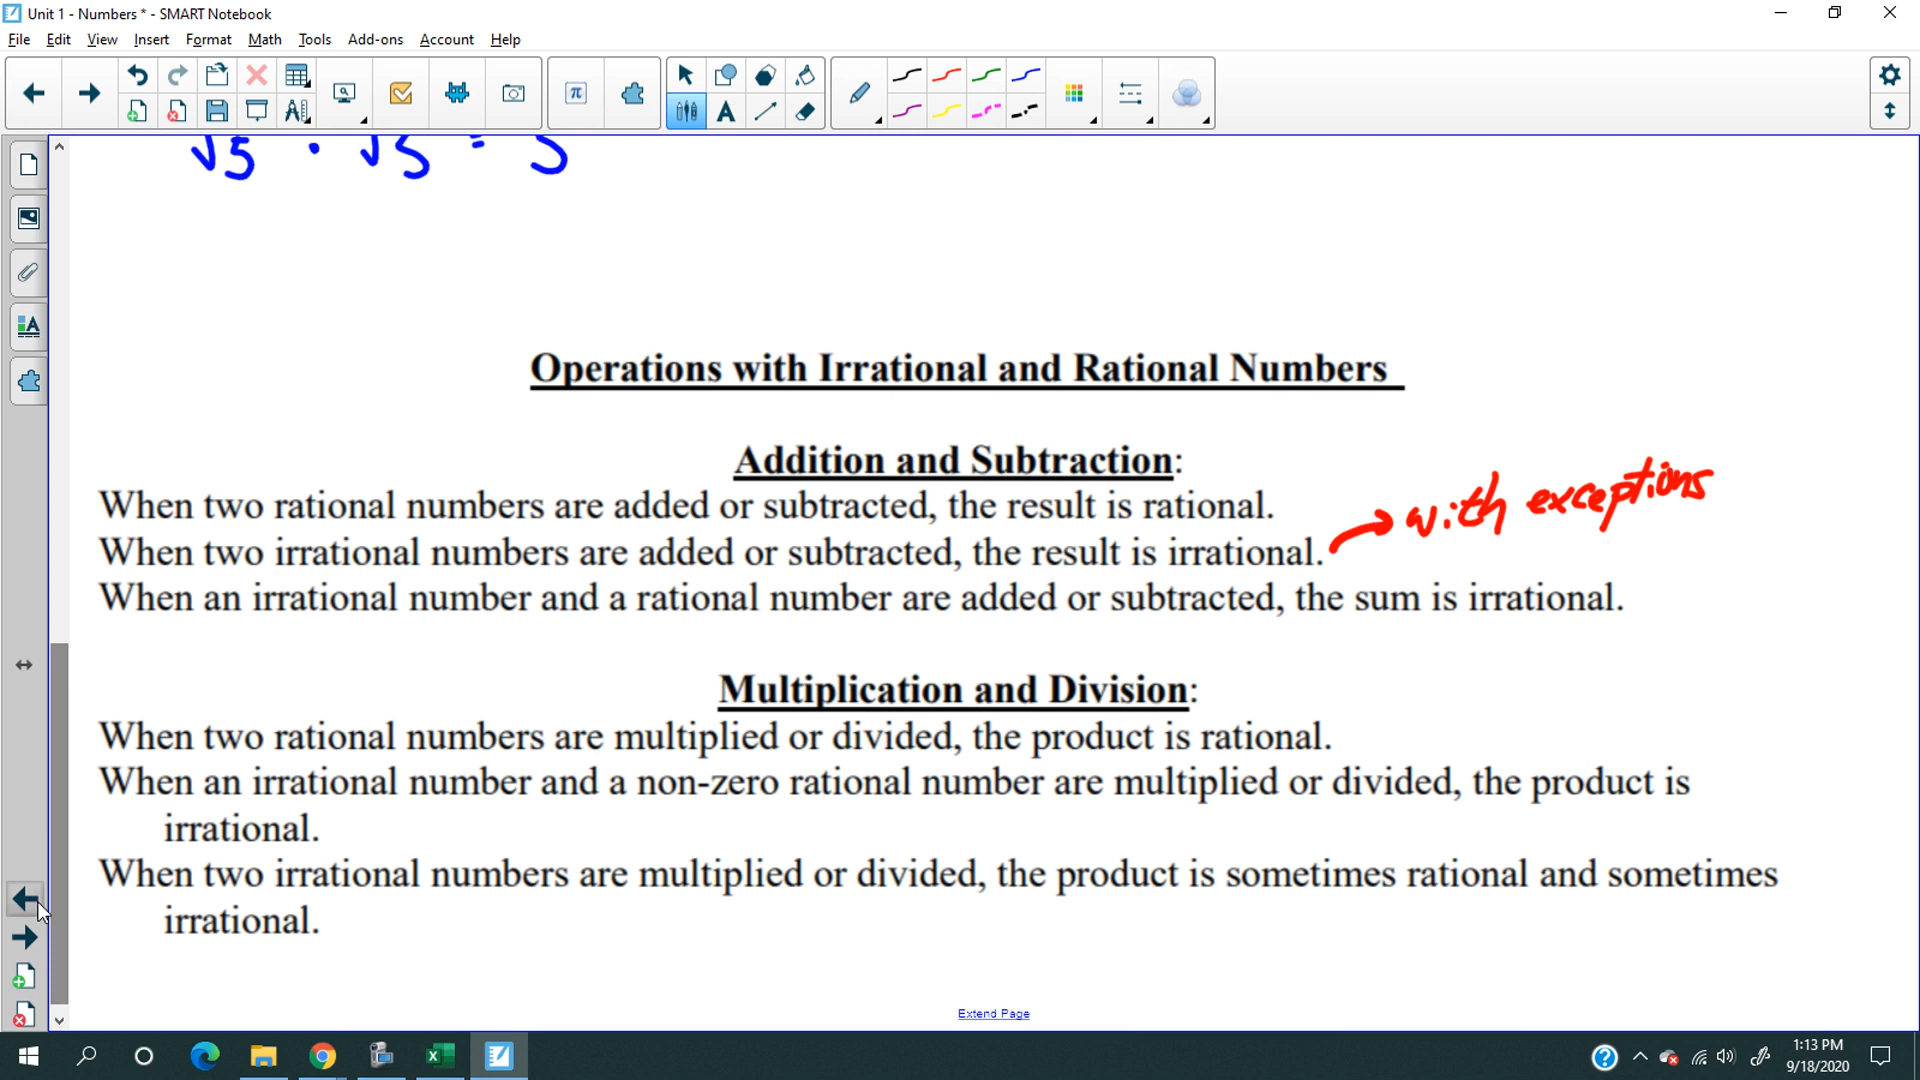 Unit 1 - Numbers * - SMART Notebook
File Edit View Insert Format Math Tools Add-ons Account Help
√5 · √5 = 5
Operations with Irrational and Rational Numbers
Addition and Subtraction:
When two rational numbers are added or subtracted, the result is rational.
with exceptions
When two irrational numbers are added or subtracted, the result is irrational.
When an irrational number and a rational number are added or subtracted, the sum is irrational.
Multiplication and Division:
When two rational numbers are multiplied or divided, the product is rational.
When an irrational number and a non-zero rational number are multiplied or divided, the product is
irrational.
When two irrational numbers are multiplied or divided, the product is sometimes rational and sometimes
irrational.
Extend Page
1:13 PM
9/18/2020